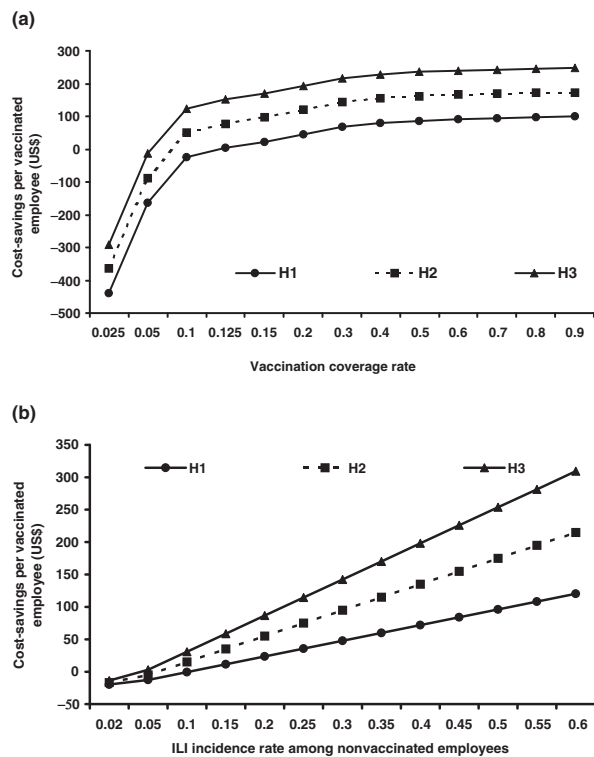 (a)
Cost-savings per vaccinated
employee (US$)
300
200
100
0
−100
−200
−300
−400
−500
H1 H2 H3
0.025 0.05 0.1 0.125 0.15 0.2 0.3 0.4 0.5 0.6 0.7 0.8 0.9
Vaccination coverage rate
(b)
Cost-savings per vaccinated
employee (US$)
350
300
250
200
150
100
50
0
−50
H1 H2 H3
0.02 0.05 0.1 0.15 0.2 0.25 0.3 0.35 0.4 0.45 0.5 0.55 0.6
ILI incidence rate among nonvaccinated employees